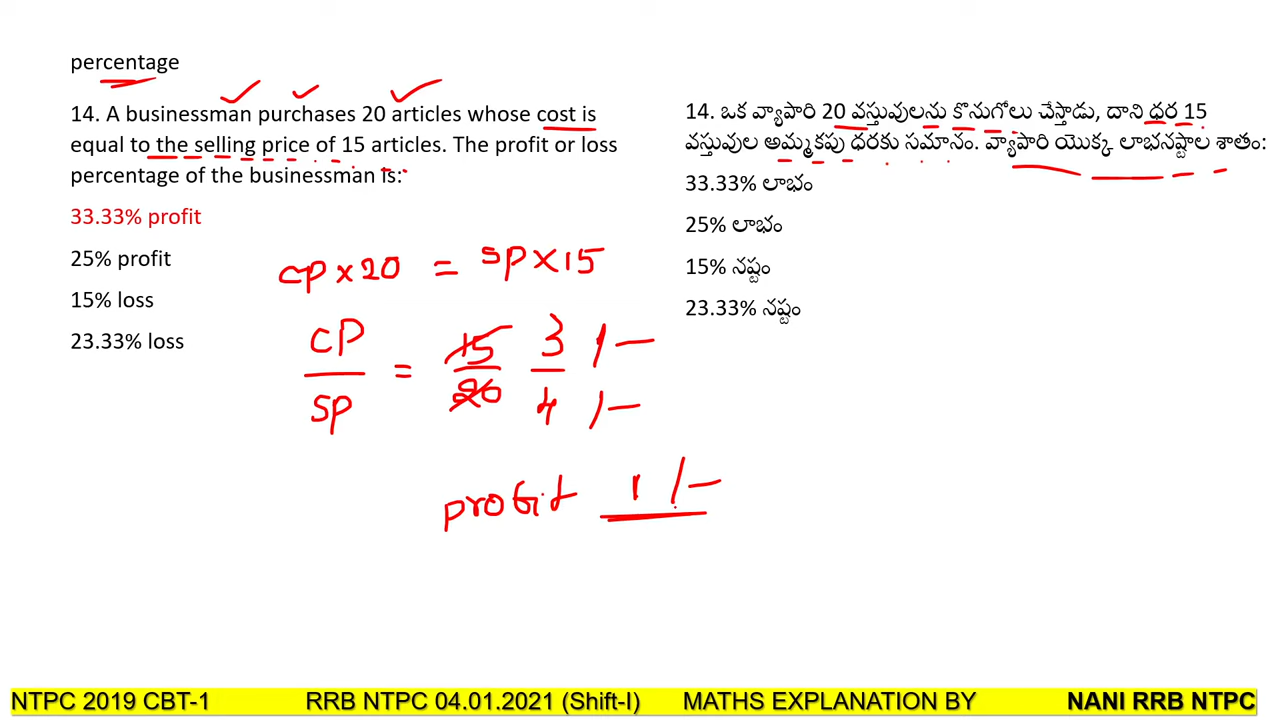 percentage
14. A businessman purchases 20 articles whose cost is
equal to the selling price of 15 articles. The profit or loss
percentage of the businessman is:
33.33% profit
25% profit
15% loss
23.33% loss
14. ఒక వ్యాపారి 20 వస్తువులను కొనుగోలు చేస్తాడు, దాని ధర 15
వస్తువుల అమ్మకపు ధరకు సమానం. వ్యాపారి యొక్క లాభనష్టాల శాతం:
33.33% లాభం
25% లాభం
15% నష్టం
23.33% నష్టం
CP × 20 = SP × 15
CP 15 3 /-
SP = 20 4 /-
profit 1 /-
NTPC 2019 CBT-1 RRB NTPC 04.01.2021 (Shift-I) MATHS EXPLANATION BY NANI RRB NTPC